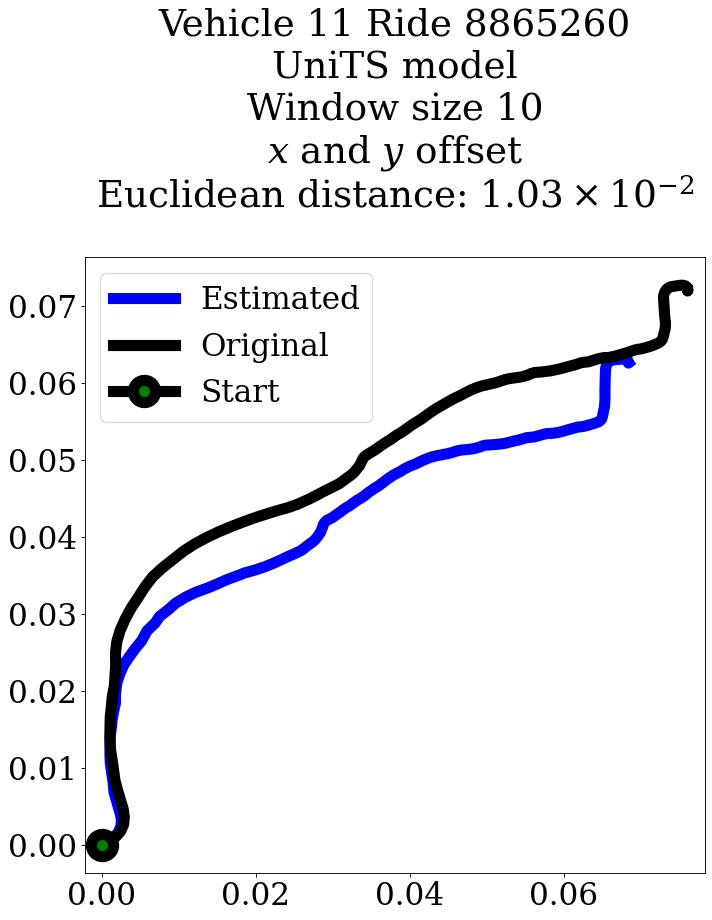 Vehicle 11 Ride 8865260
UniTS model
Window size 10
x and y offset
Euclidean distance: 1.03 × 10⁻²
Estimated
Original
Start
0.07
0.06
0.05
0.04
0.03
0.02
0.01
0.00
0.00 0.02 0.04 0.06